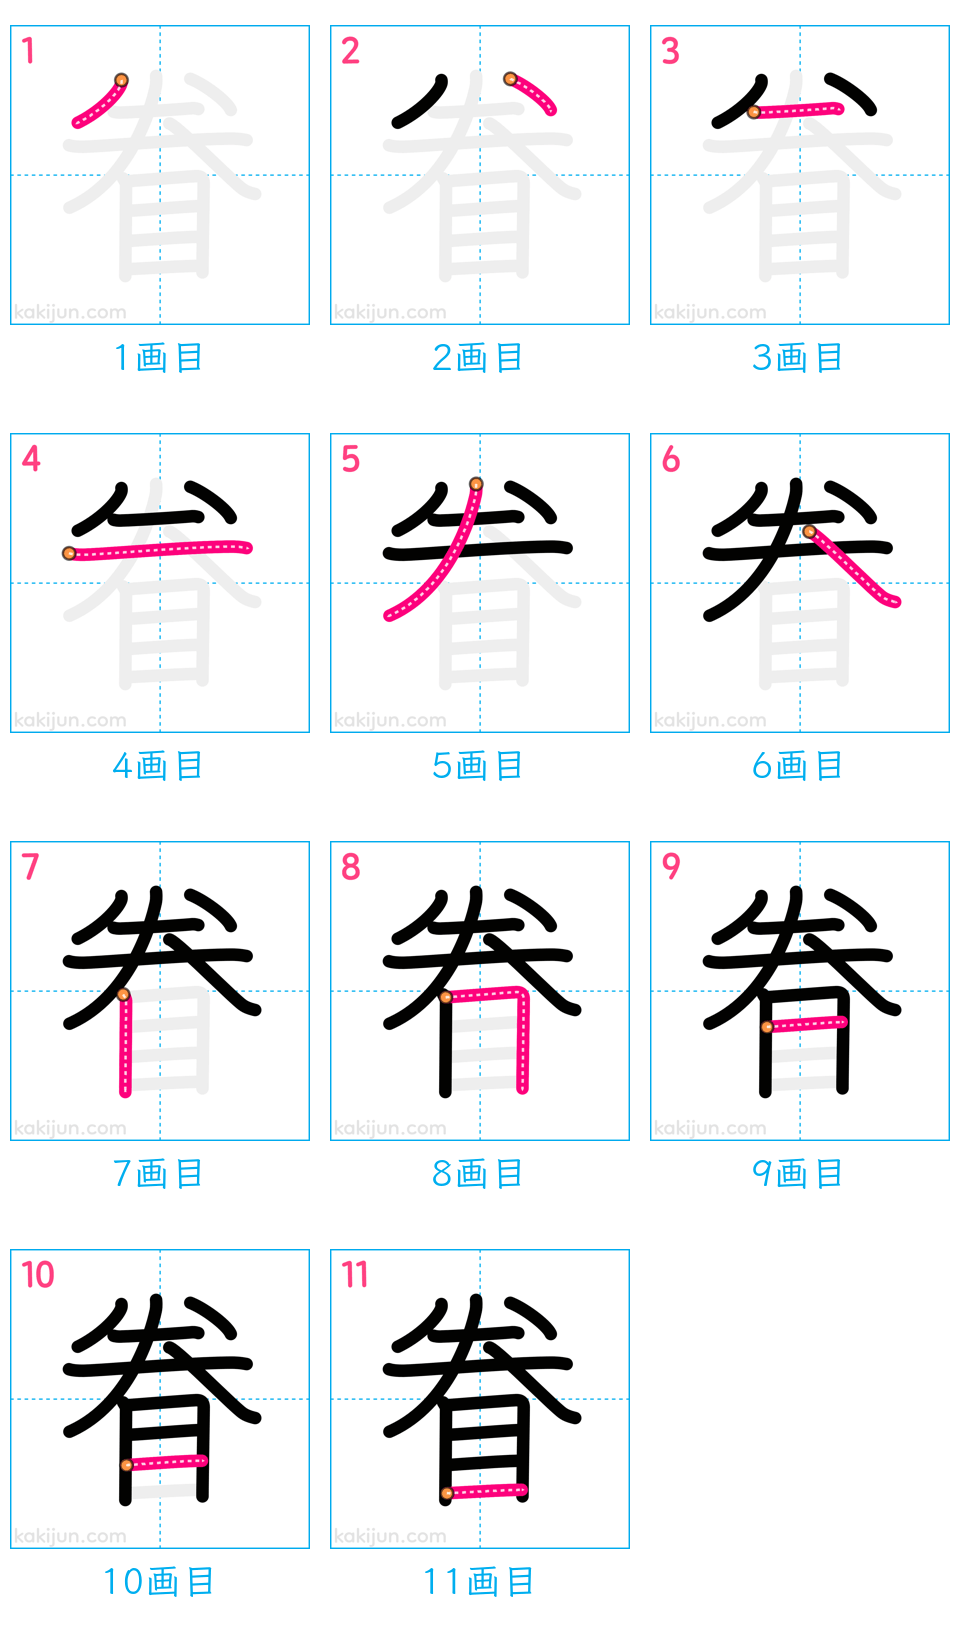 1 2 3
kakijun.com kakijun.com kakijun.com
1画目 2画目 3画目
4 5 6
kakijun.com kakijun.com kakijun.com
4画目 5画目 6画目
7 8 9
眷 眷 眷
kakijun.com kakijun.com kakijun.com
7画目 8画目 9画目
10 11
眷 眷
kakijun.com kakijun.com
10画目 11画目